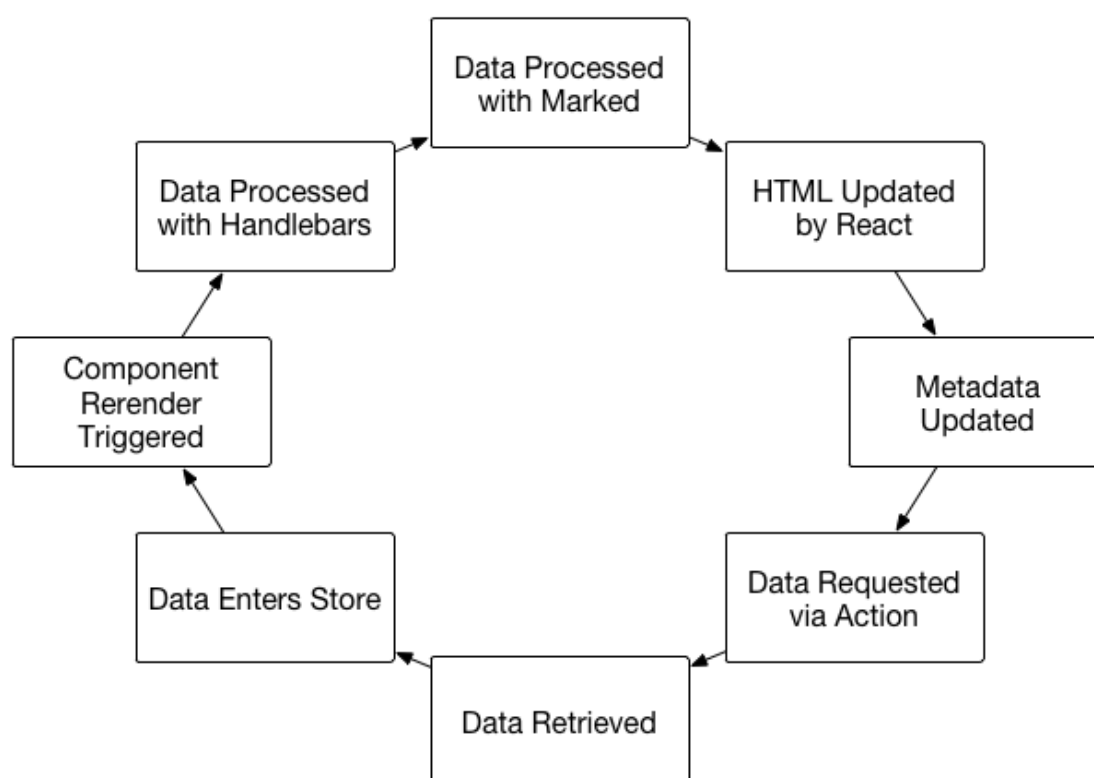 Data Processed
with Marked
Data Processed
with Handlebars
HTML Updated
by React
Component
Rerender
Triggered
Metadata
Updated
Data Enters Store
Data Requested
via Action
Data Retrieved